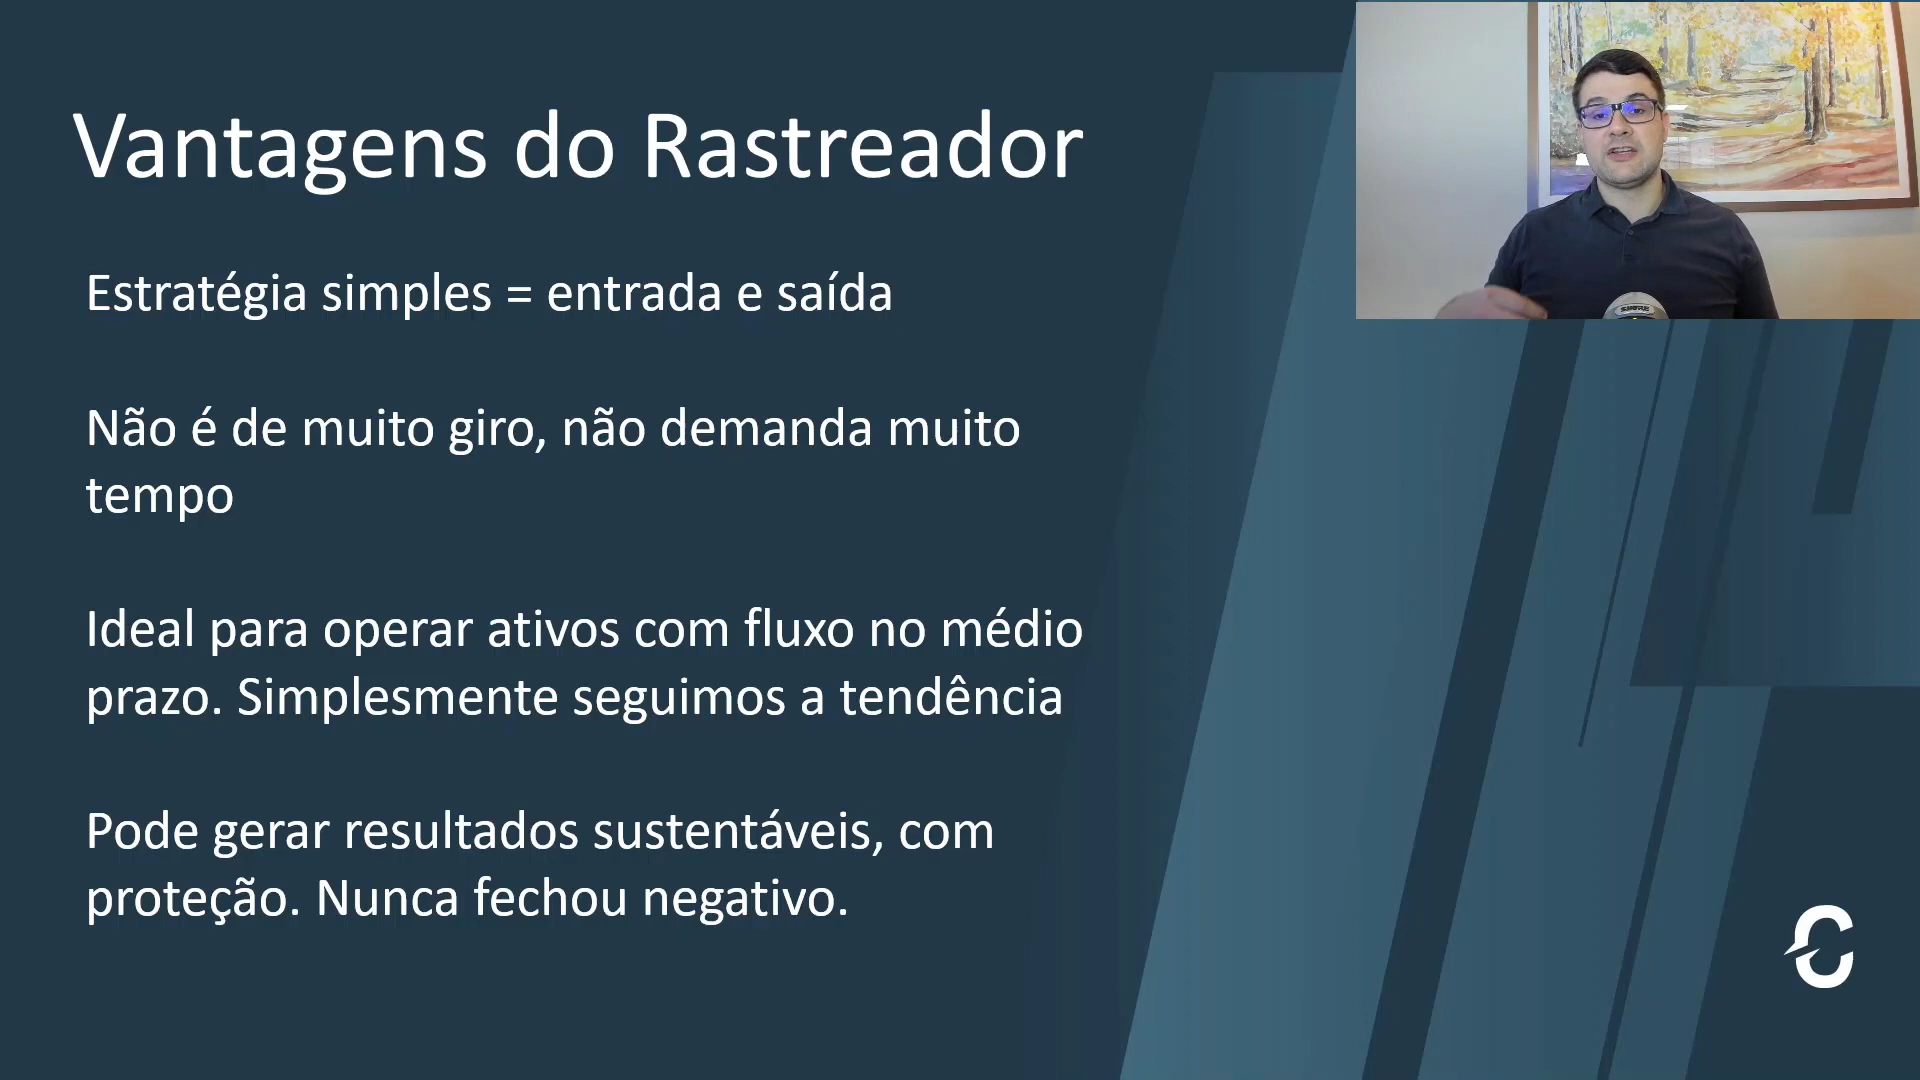 Vantagens do Rastreador
Estratégia simples = entrada e saída
Não é de muito giro, não demanda muito
tempo
Ideal para operar ativos com fluxo no médio
prazo. Simplesmente seguimos a tendência
Pode gerar resultados sustentáveis, com
proteção. Nunca fechou negativo.
SHURE